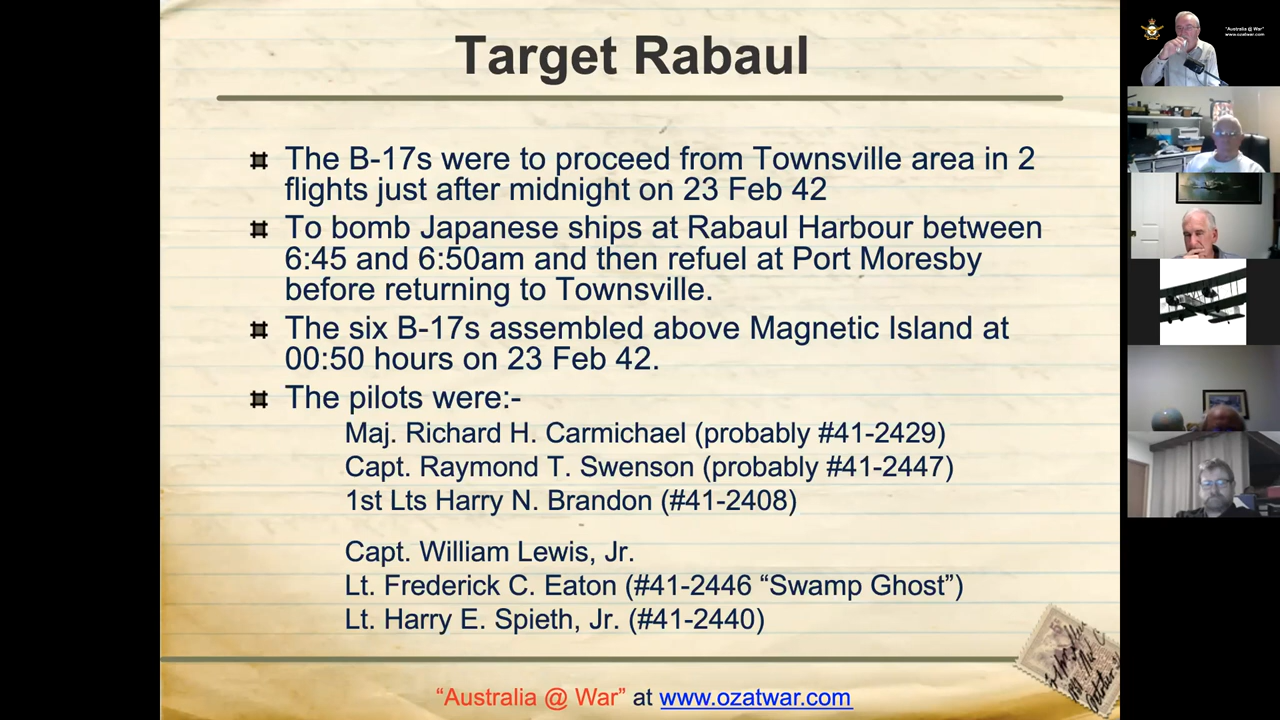 Target Rabaul
The B-17s were to proceed from Townsville area in 2
flights just after midnight on 23 Feb 42
To bomb Japanese ships at Rabaul Harbour between
6:45 and 6:50am and then refuel at Port Moresby
before returning to Townsville.
The six B-17s assembled above Magnetic Island at
00:50 hours on 23 Feb 42.
The pilots were:-
Maj. Richard H. Carmichael (probably #41-2429)
Capt. Raymond T. Swenson (probably #41-2447)
1st Lts Harry N. Brandon (#41-2408)
Capt. William Lewis, Jr.
Lt. Frederick C. Eaton (#41-2446 “Swamp Ghost”)
Lt. Harry E. Spieth, Jr. (#41-2440)
“Australia @ War” at www.ozatwar.com
"Australia @ War"
www.ozatwar.com